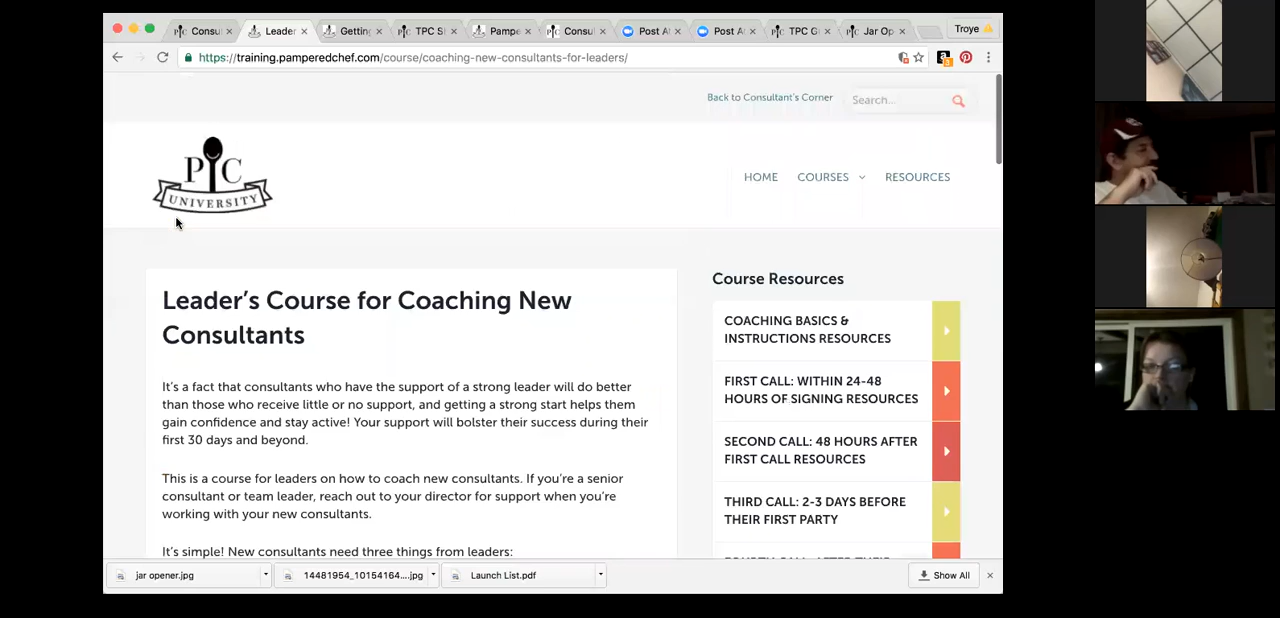 Consu
Leader
Getting
TPC S
Pampe
Consu
Post A
Post A
TPC G
Jar Op
Troye
https://training.pamperedchef.com/course/coaching-new-consultants-for-leaders/
Back to Consultant's Corner
Search...
P C
UNIVERSITY
HOME
COURSES
RESOURCES
Leader's Course for Coaching New
Consultants
It's a fact that consultants who have the support of a strong leader will do better
than those who receive little or no support, and getting a strong start helps them
gain confidence and stay active! Your support will bolster their success during their
first 30 days and beyond.
This is a course for leaders on how to coach new consultants. If you're a senior
consultant or team leader, reach out to your director for support when you're
working with your new consultants.
It's simple! New consultants need three things from leaders:
Course Resources
COACHING BASICS &
INSTRUCTIONS RESOURCES
FIRST CALL: WITHIN 24-48
HOURS OF SIGNING RESOURCES
SECOND CALL: 48 HOURS AFTER
FIRST CALL RESOURCES
THIRD CALL: 2-3 DAYS BEFORE
THEIR FIRST PARTY
jar opener.jpg
14481954_10154164....jpg
Launch List.pdf
Show All